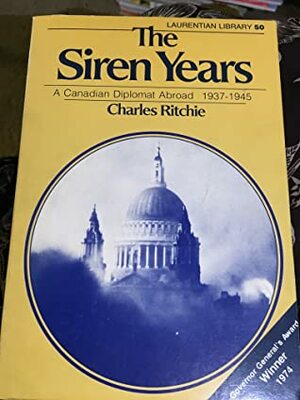 LAURENTIAN LIBRARY 50
The
Siren Years
A Canadian Diplomat Abroad 1937-1945
Charles Ritchie
Governor General's Award
Winner
1974